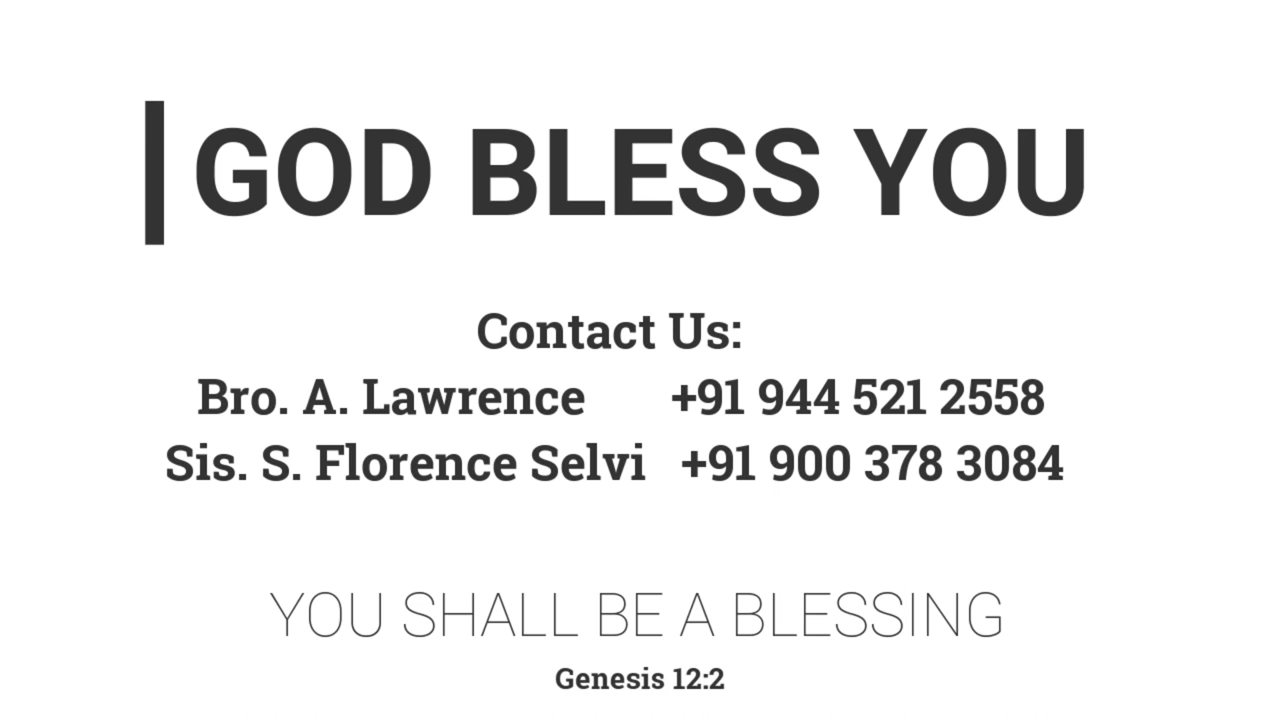 GOD BLESS YOU
Contact Us:
Bro. A. Lawrence +91 944 521 2558
Sis. S. Florence Selvi +91 900 378 3084
YOU SHALL BE A BLESSING
Genesis 12:2